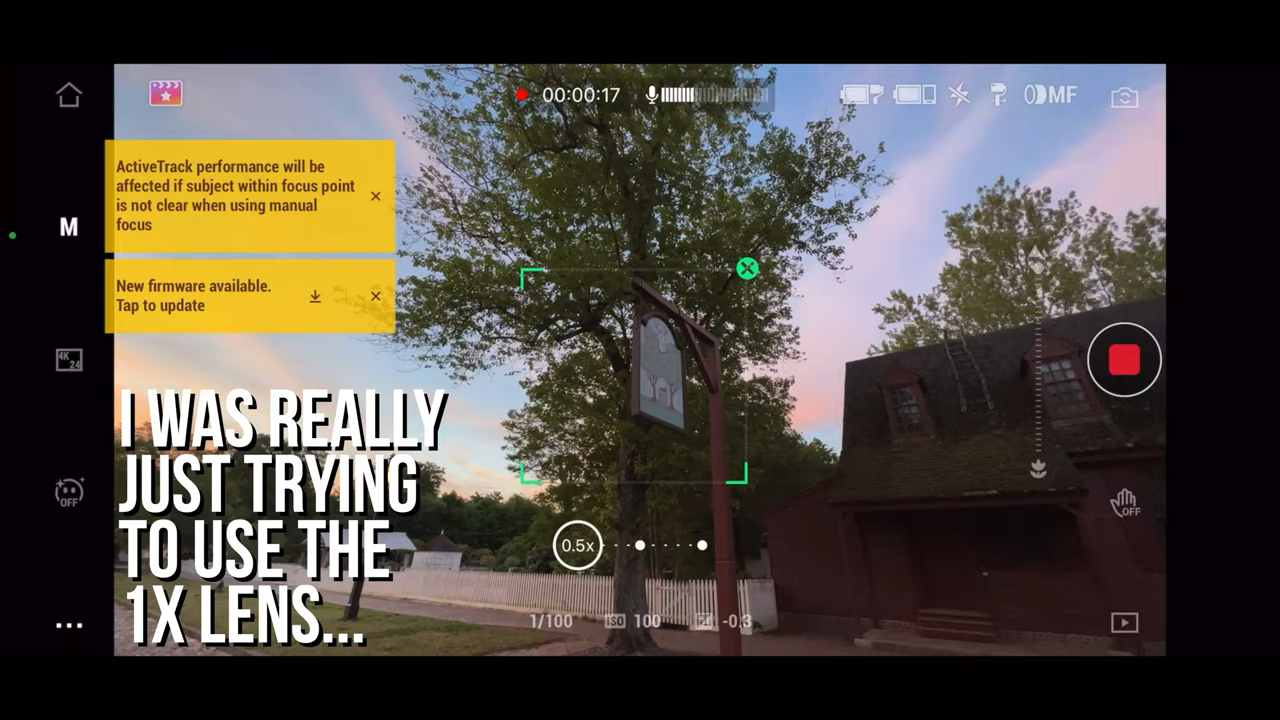 00:00:17
MF
ActiveTrack performance will be
affected if subject within focus point
is not clear when using manual
focus
M
New firmware available.
Tap to update
4K
24
I WAS REALLY
JUST TRYING
TO USE THE
1X LENS...
OFF
OFF
0.5x
1/100 ISO 100 -0.3